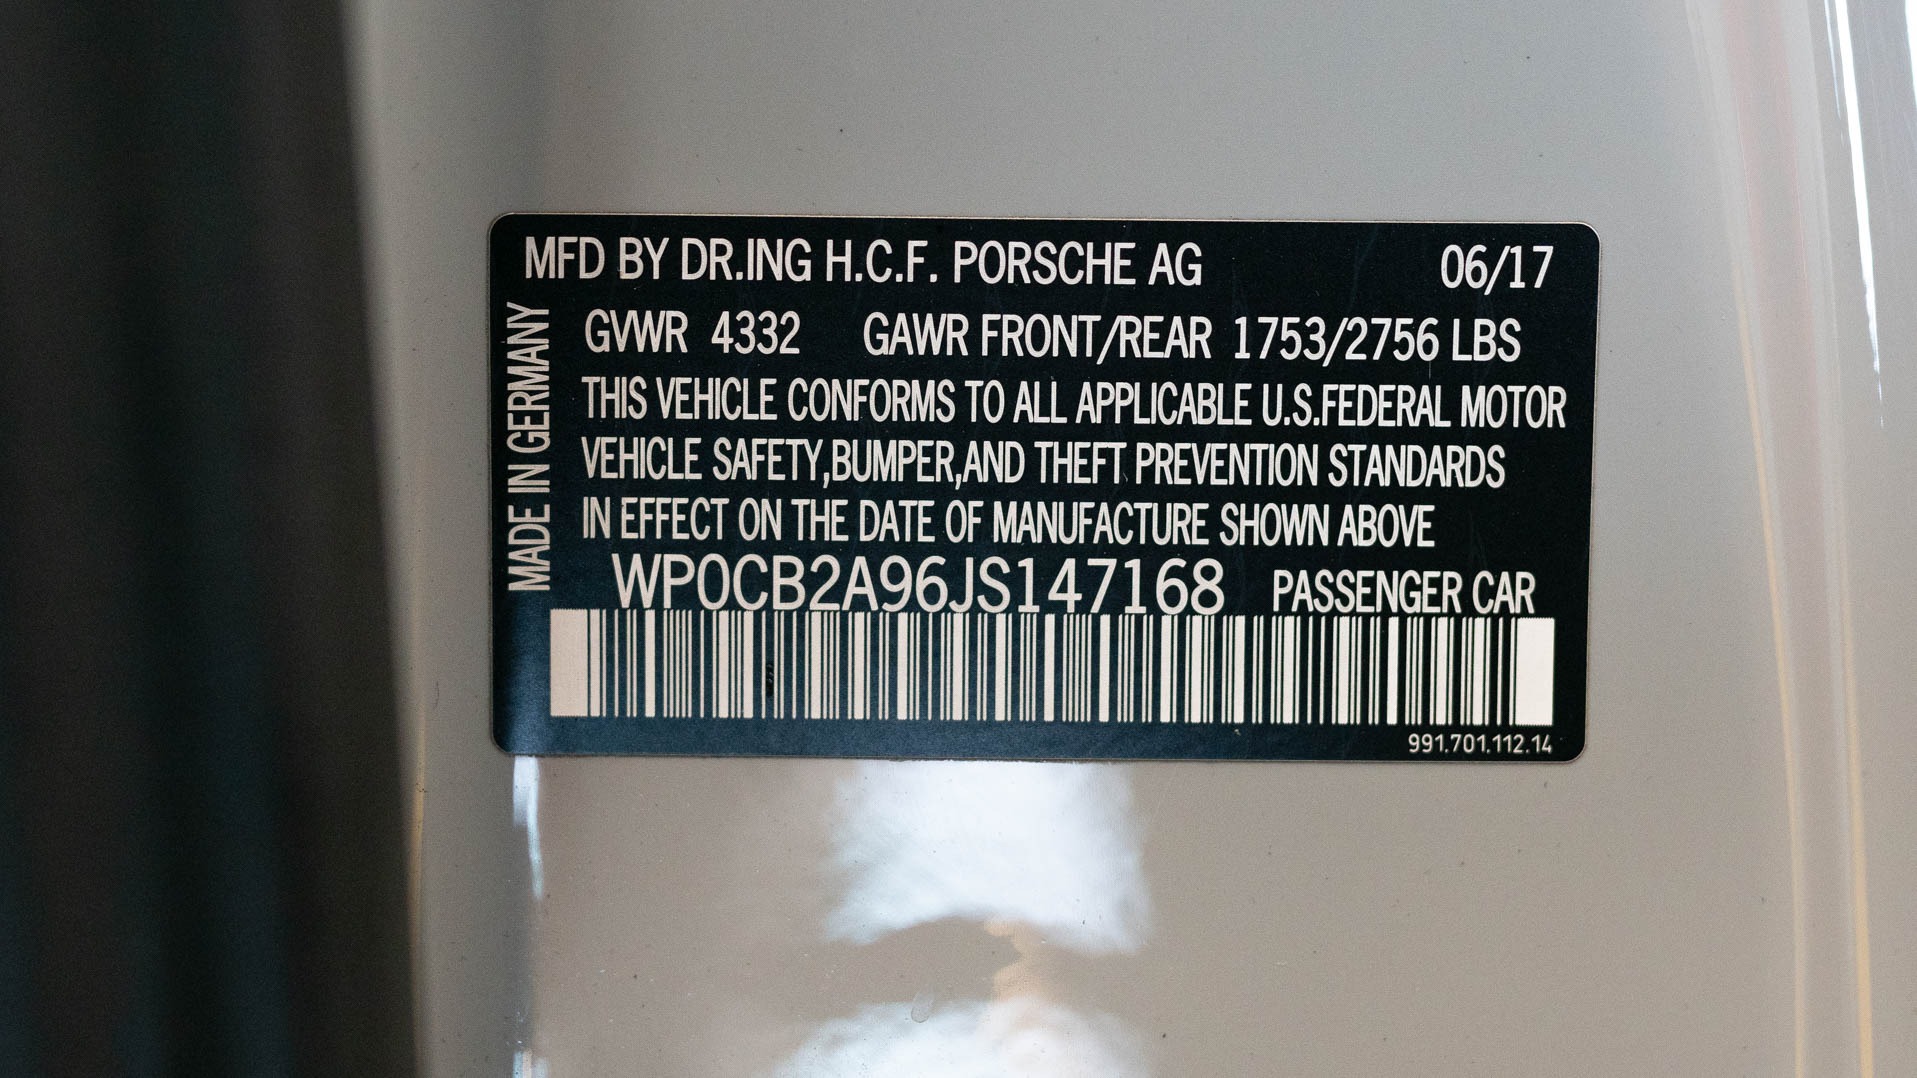 MFD BY DR.ING H.C.F. PORSCHE AG 06/17
GVWR 4332 GAWR FRONT/REAR 1753/2756 LBS
THIS VEHICLE CONFORMS TO ALL APPLICABLE U.S.FEDERAL MOTOR
VEHICLE SAFETY,BUMPER,AND THEFT PREVENTION STANDARDS
IN EFFECT ON THE DATE OF MANUFACTURE SHOWN ABOVE
WP0CB2A96JS147168 PASSENGER CAR
991.701.112.14
MADE IN GERMANY